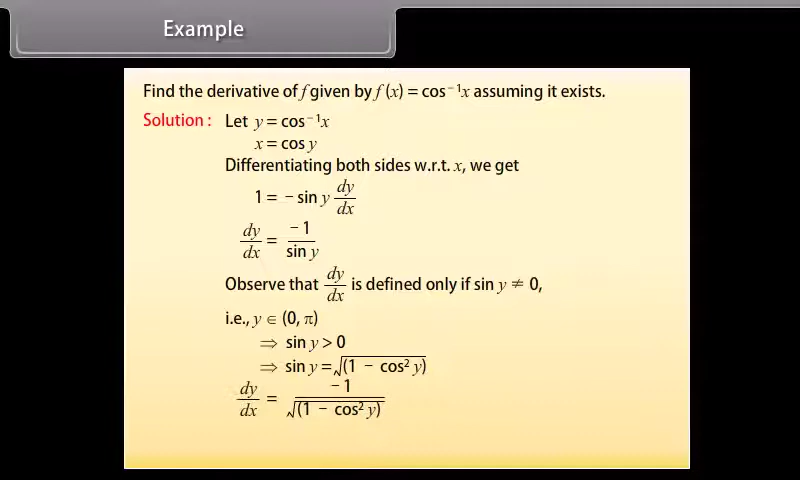 Example
Find the derivative of f given by f (x) = cos⁻¹x assuming it exists.
Solution : Let y = cos⁻¹x
x = cos y
Differentiating both sides w.r.t. x, we get
1 = − sin y dy/dx
dy/dx = −1/sin y
Observe that dy/dx is defined only if sin y ≠ 0,
i.e., y ∈ (0, π)
⇒ sin y > 0
⇒ sin y = √(1 − cos² y)
dy/dx = −1/√(1 − cos² y)